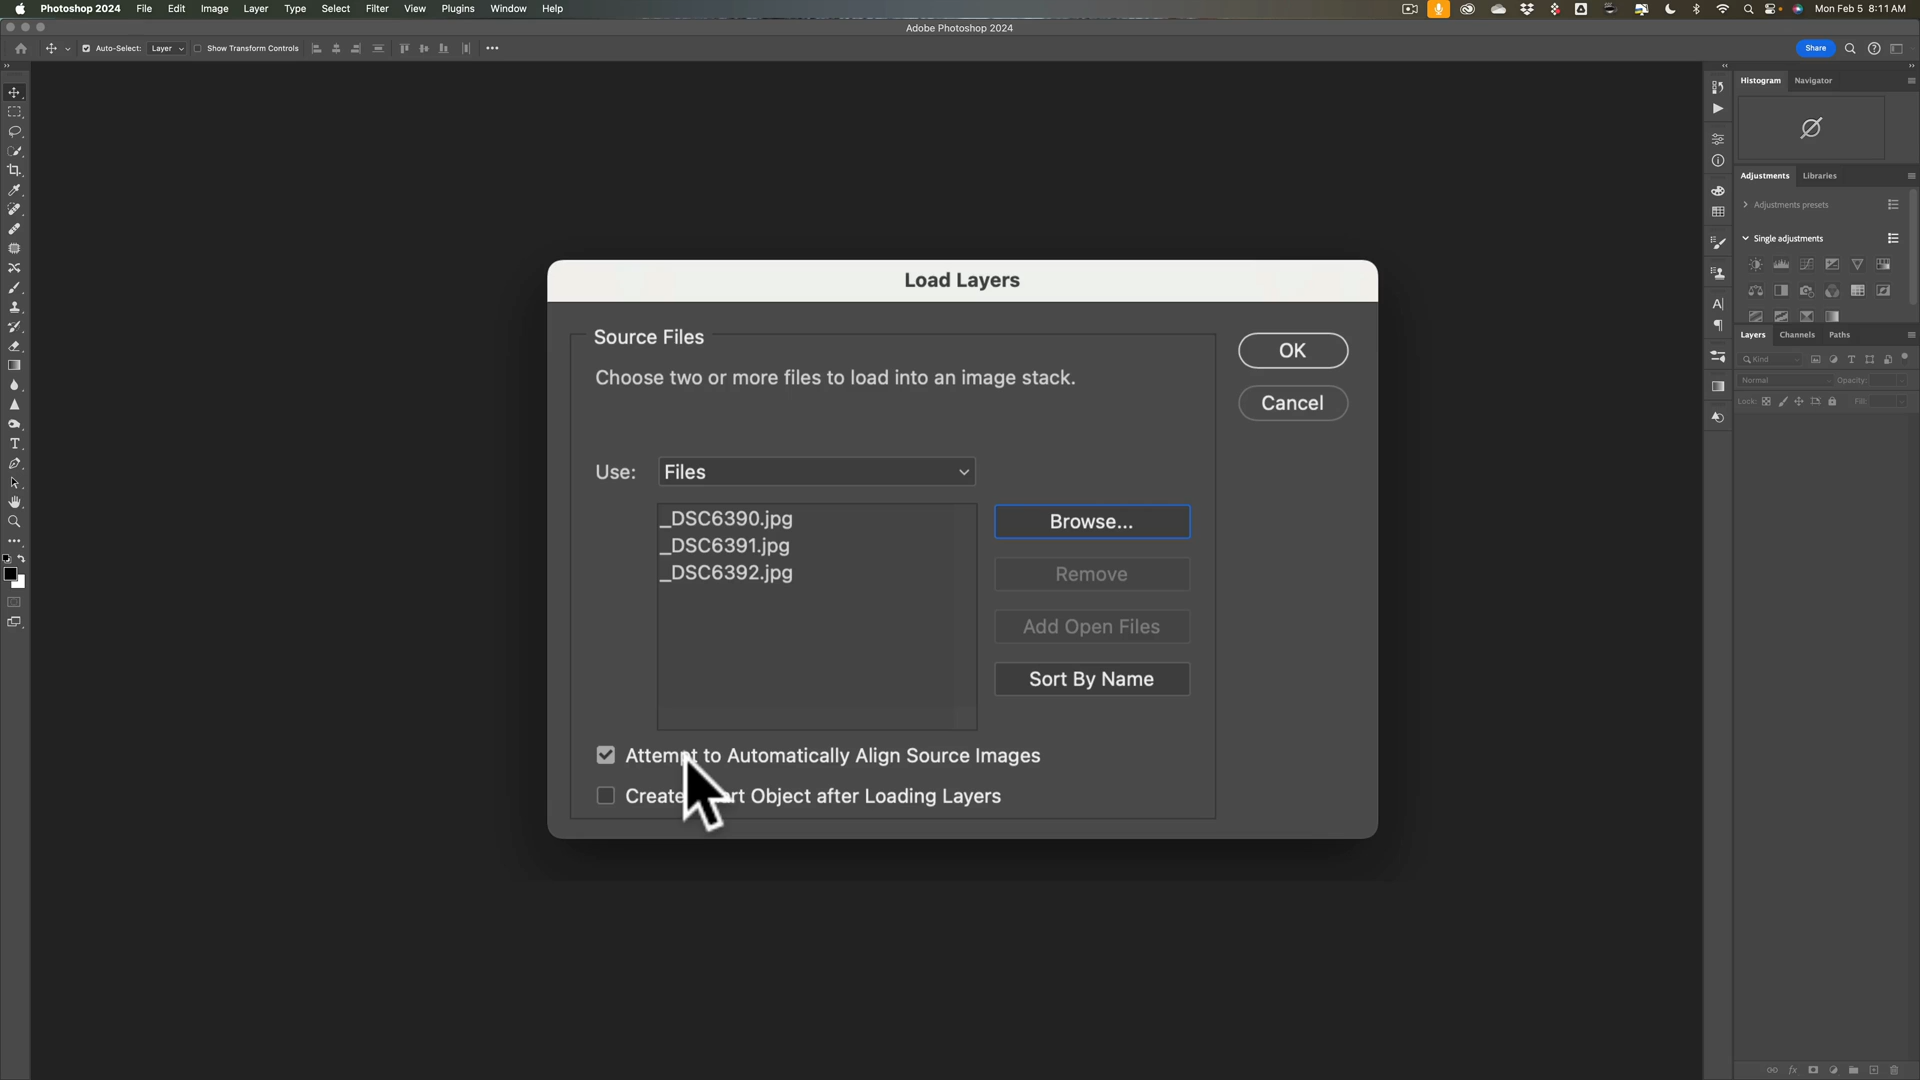 Photoshop 2024 File Edit Image Layer Type Select Filter View Plugins Window Help Mon Feb 5 8:11 AM
Adobe Photoshop 2024
Auto-Select: Layer Show Transform Controls Share
Histogram Navigator
Adjustments Libraries
Adjustments presets
Single adjustments
Layers Channels Paths
Kind
Normal Opacity:
Lock: Fill:
Load Layers
Source Files
Choose two or more files to load into an image stack.
OK
Cancel
Use: Files
_DSC6390.jpg
_DSC6391.jpg
_DSC6392.jpg
Browse...
Remove
Add Open Files
Sort By Name
Attempt to Automatically Align Source Images
Create Object after Loading Layers